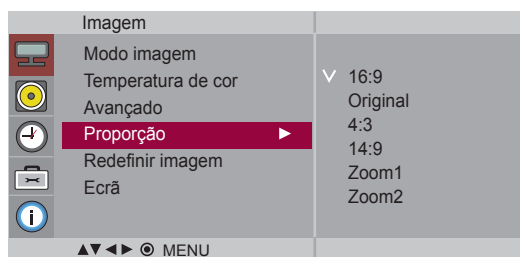 Imagem
Modo imagem
Temperatura de cor
Avançado
Proporção
Redefinir imagem
Ecrã
16:9
Original
4:3
14:9
Zoom1
Zoom2
MENU